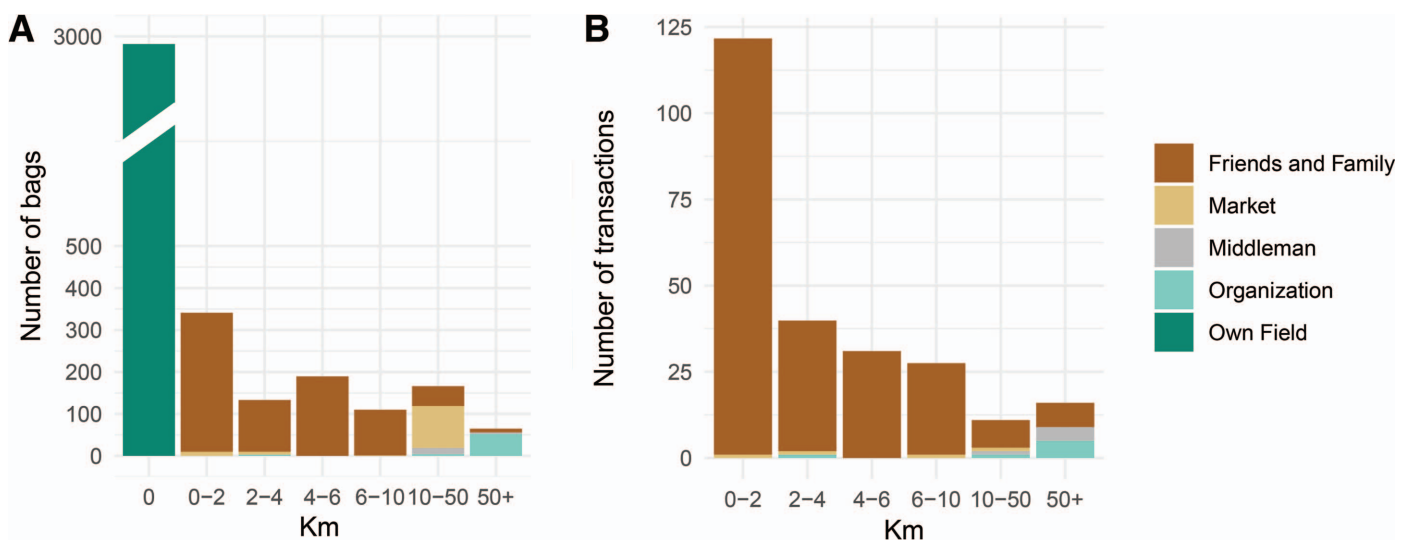 A
Number of bags
3000
500
400
300
200
100
0
0
0−2
2−4
4−6
6−10
10−50
50+
Km
B
Number of transactions
125
100
75
50
25
0
0−2
2−4
4−6
6−10
10−50
50+
Km
Friends and Family
Market
Middleman
Organization
Own Field